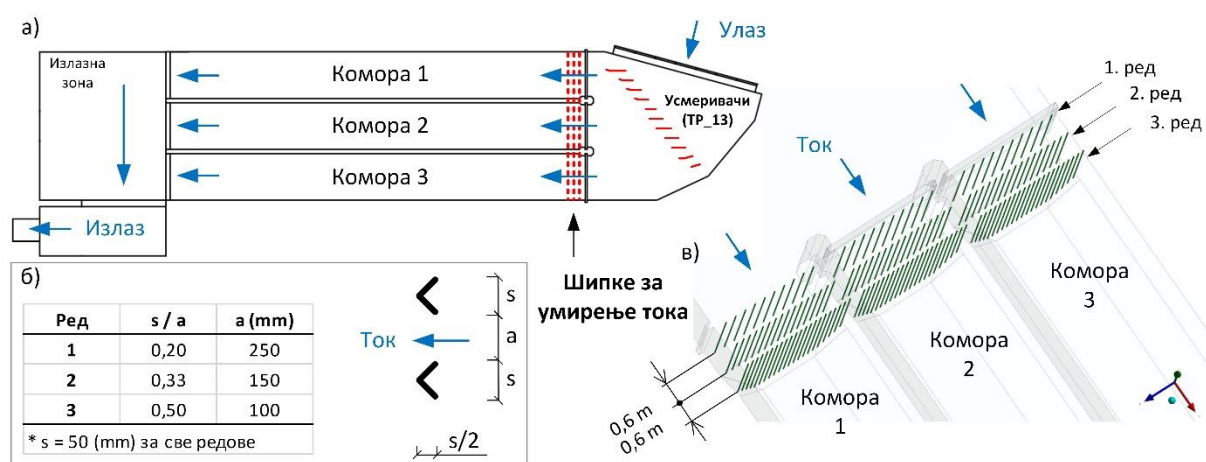 а)
Улаз
Излазна
зона
Комора 1
Усмеривачи
(ТР_13)
Комора 2
Комора 3
Излаз
Шипке за
умирење тока
б)
Ред s / a a (mm)
1 0,20 250
2 0,33 150
3 0,50 100
* s = 50 (mm) за све редове
Ток
s
a
s
s/2
в)
1. ред
2. ред
3. ред
Ток
Комора
3
Комора
2
Комора
1
0,6 m
0,6 m